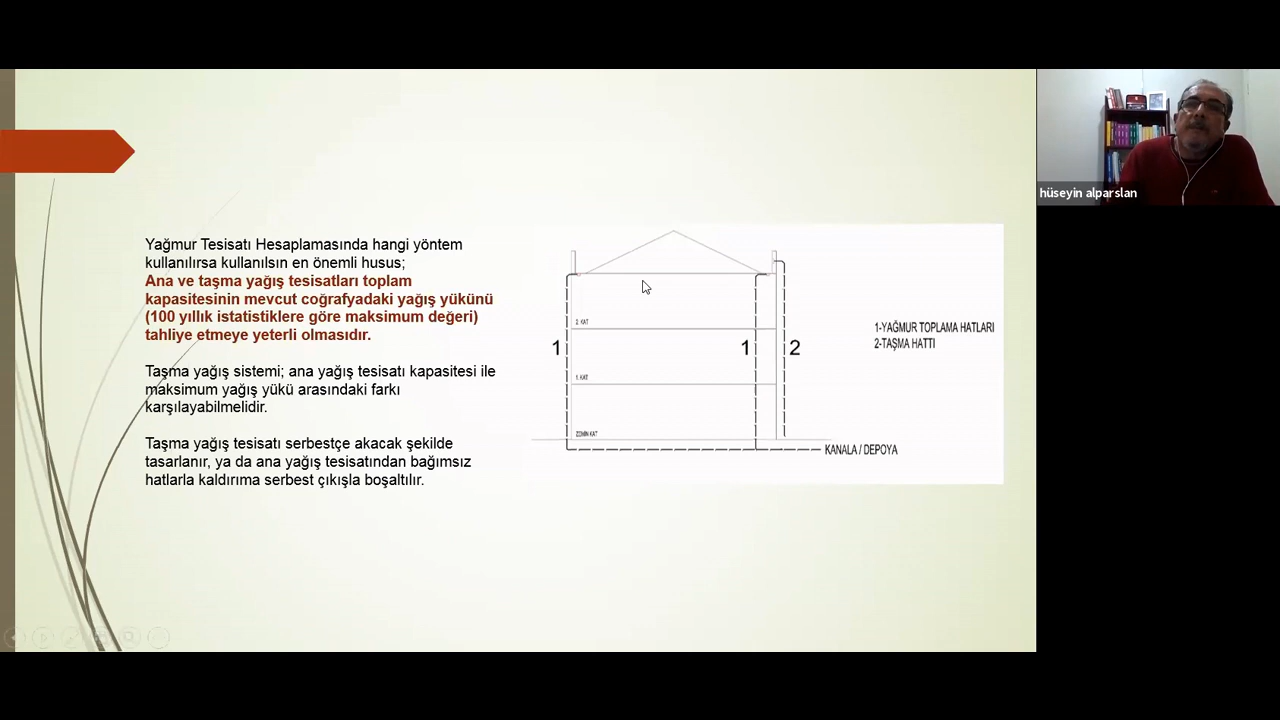 Yağmur Tesisatı Hesaplamasında hangi yöntem
kullanılırsa kullanılsın en önemli husus;
Ana ve taşma yağış tesisatları toplam
kapasitesinin mevcut coğrafyadaki yağış yükünü
(100 yıllık istatistiklere göre maksimum değeri)
tahliye etmeye yeterli olmasıdır.
Taşma yağış sistemi; ana yağış tesisatı kapasitesi ile
maksimum yağış yükü arasındaki farkı
karşılayabilmelidir.
Taşma yağış tesisatı serbestçe akacak şekilde
tasarlanır, ya da ana yağış tesisatından bağımsız
hatlarla kaldırıma serbest çıkışla boşaltılır.
2. KAT
1 1 2
1. KAT
ZEMİN KAT
KANALA / DEPOYA
1-YAĞMUR TOPLAMA HATLARI
2-TAŞMA HATTI
hüseyin alparslan